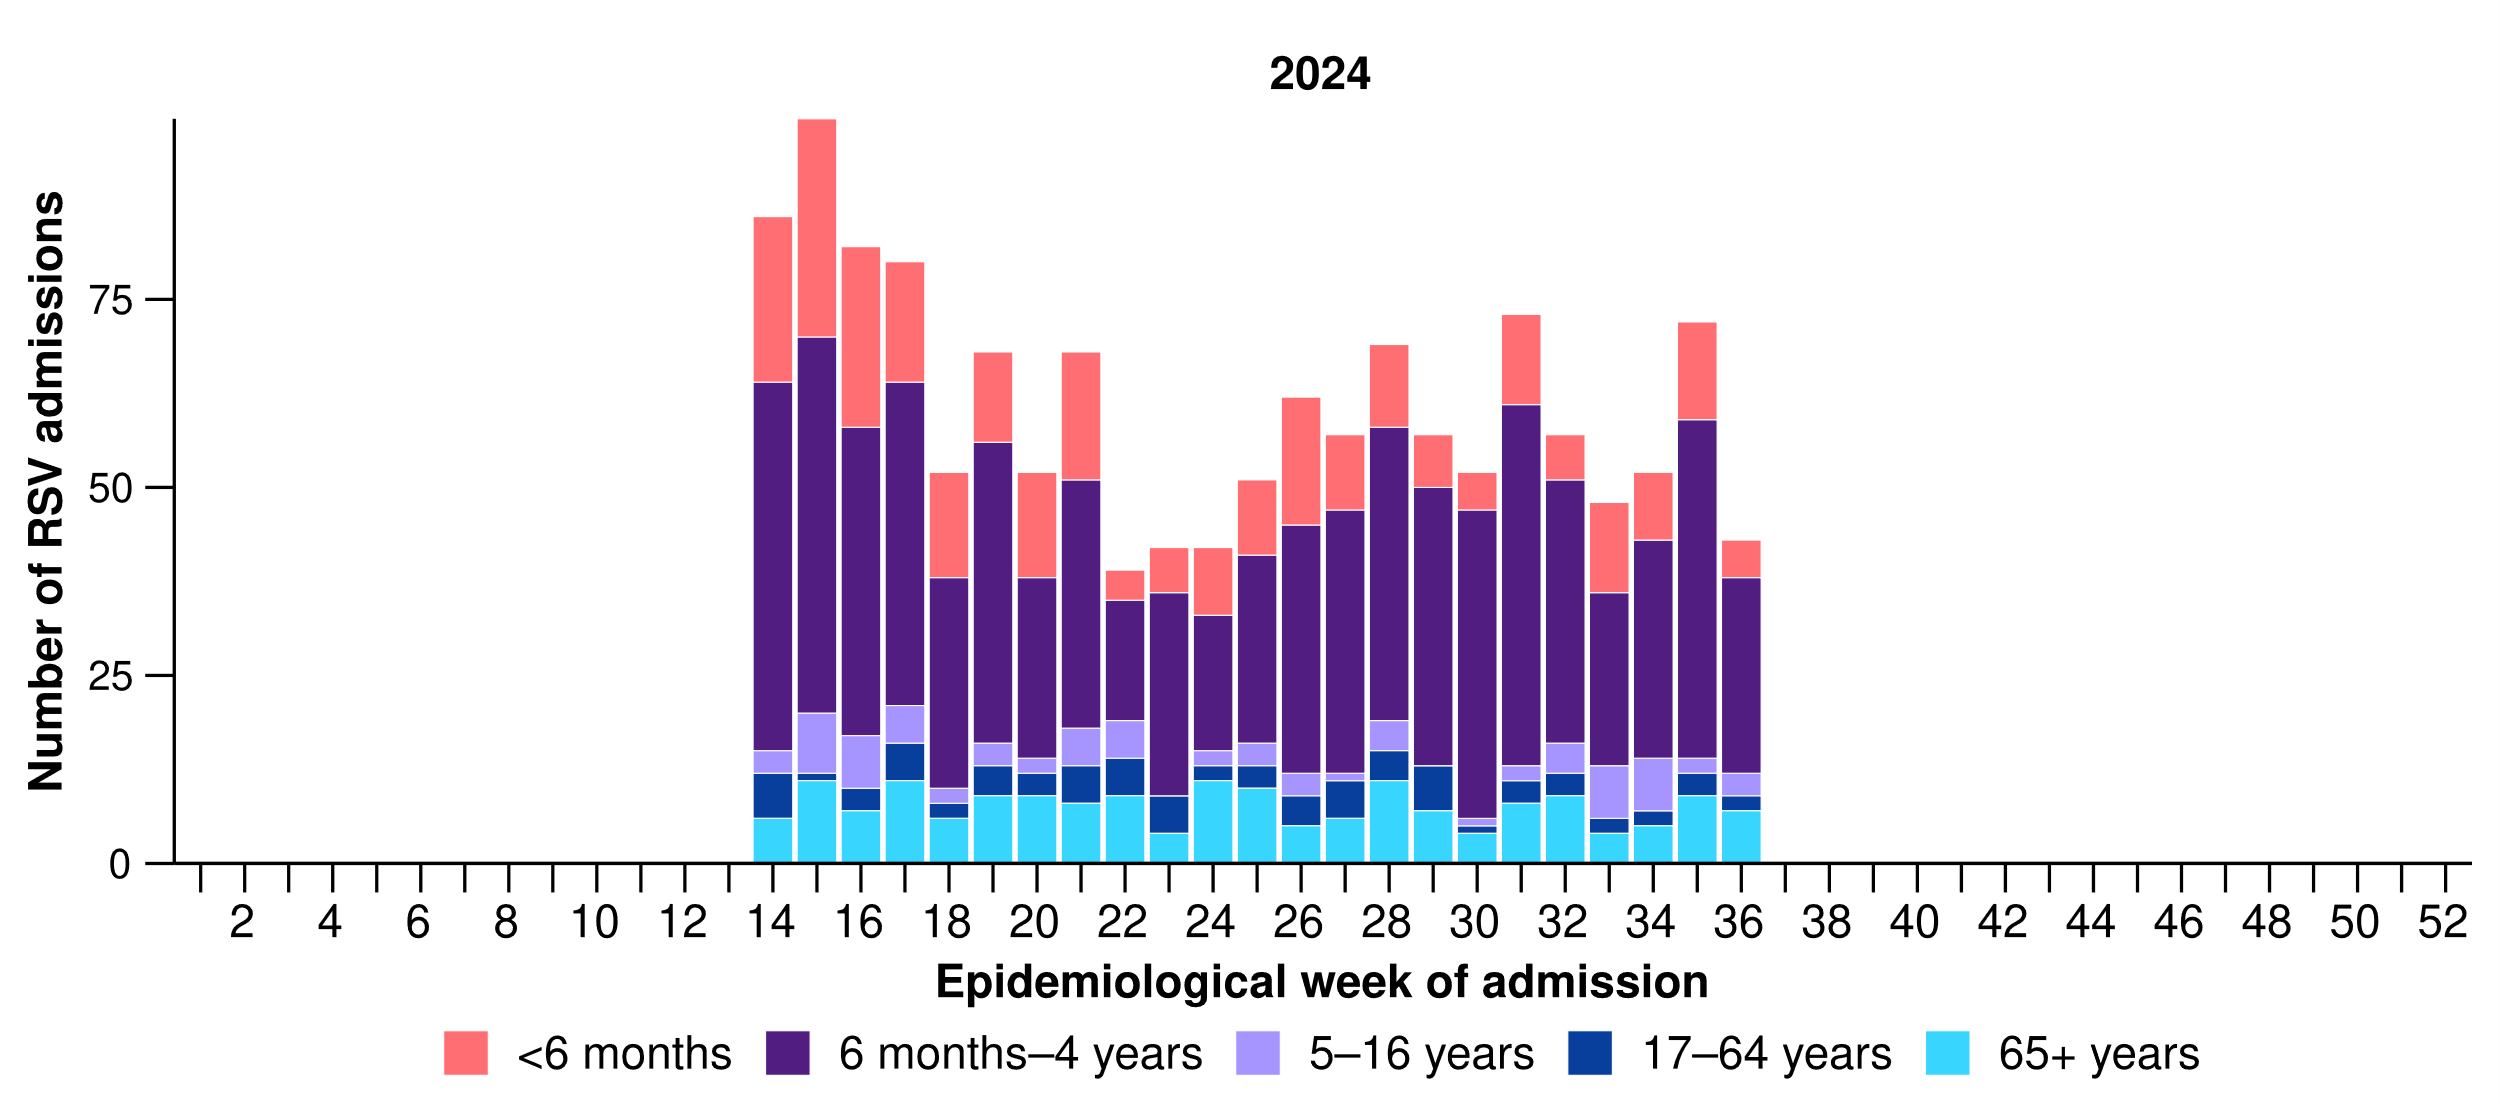 2024
Number of RSV admissions
75
50
25
0
2 4 6 8 10 12 14 16 18 20 22 24 26 28 30 32 34 36 38 40 42 44 46 48 50 52
Epidemiological week of admission
<6 months 6 months–4 years 5–16 years 17–64 years 65+ years